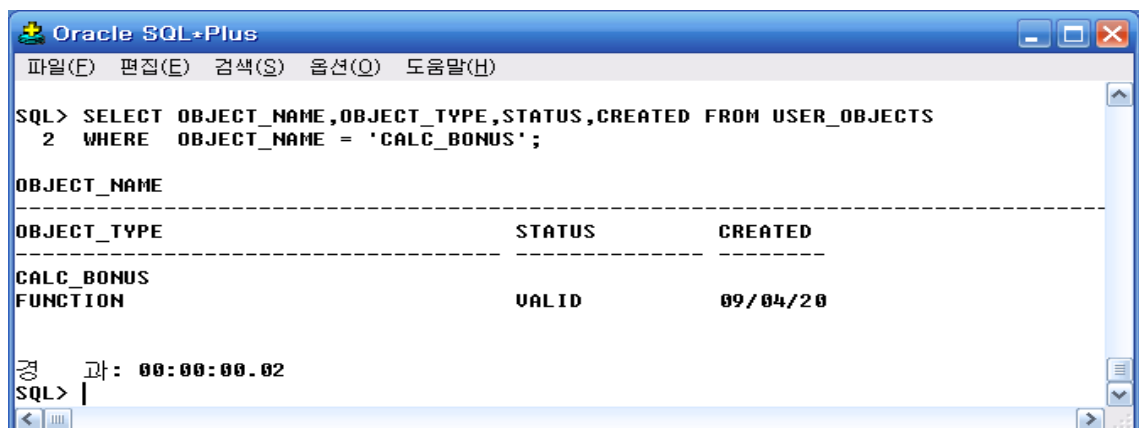 Oracle SQL*Plus
파일(F) 편집(E) 검색(S) 옵션(O) 도움말(H)
SQL> SELECT OBJECT_NAME,OBJECT_TYPE,STATUS,CREATED FROM USER_OBJECTS
2 WHERE OBJECT_NAME = 'CALC_BONUS';
OBJECT_NAME
--------------------------------------------------------------------------------
OBJECT_TYPE STATUS CREATED
------------------------------------ -------------- --------
CALC_BONUS
FUNCTION VALID 09/04/20
경 과: 00:00:00.02
SQL>